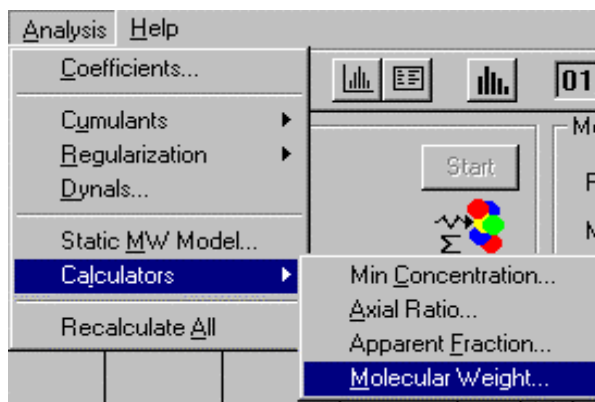 Analysis Help
Coefficients...
01
Cumulants
Regularization
Dynals...
Start
Static MW Model...
Calculators
Σ
Min Concentration...
Axial Ratio...
Apparent Fraction...
Molecular Weight...
Recalculate All